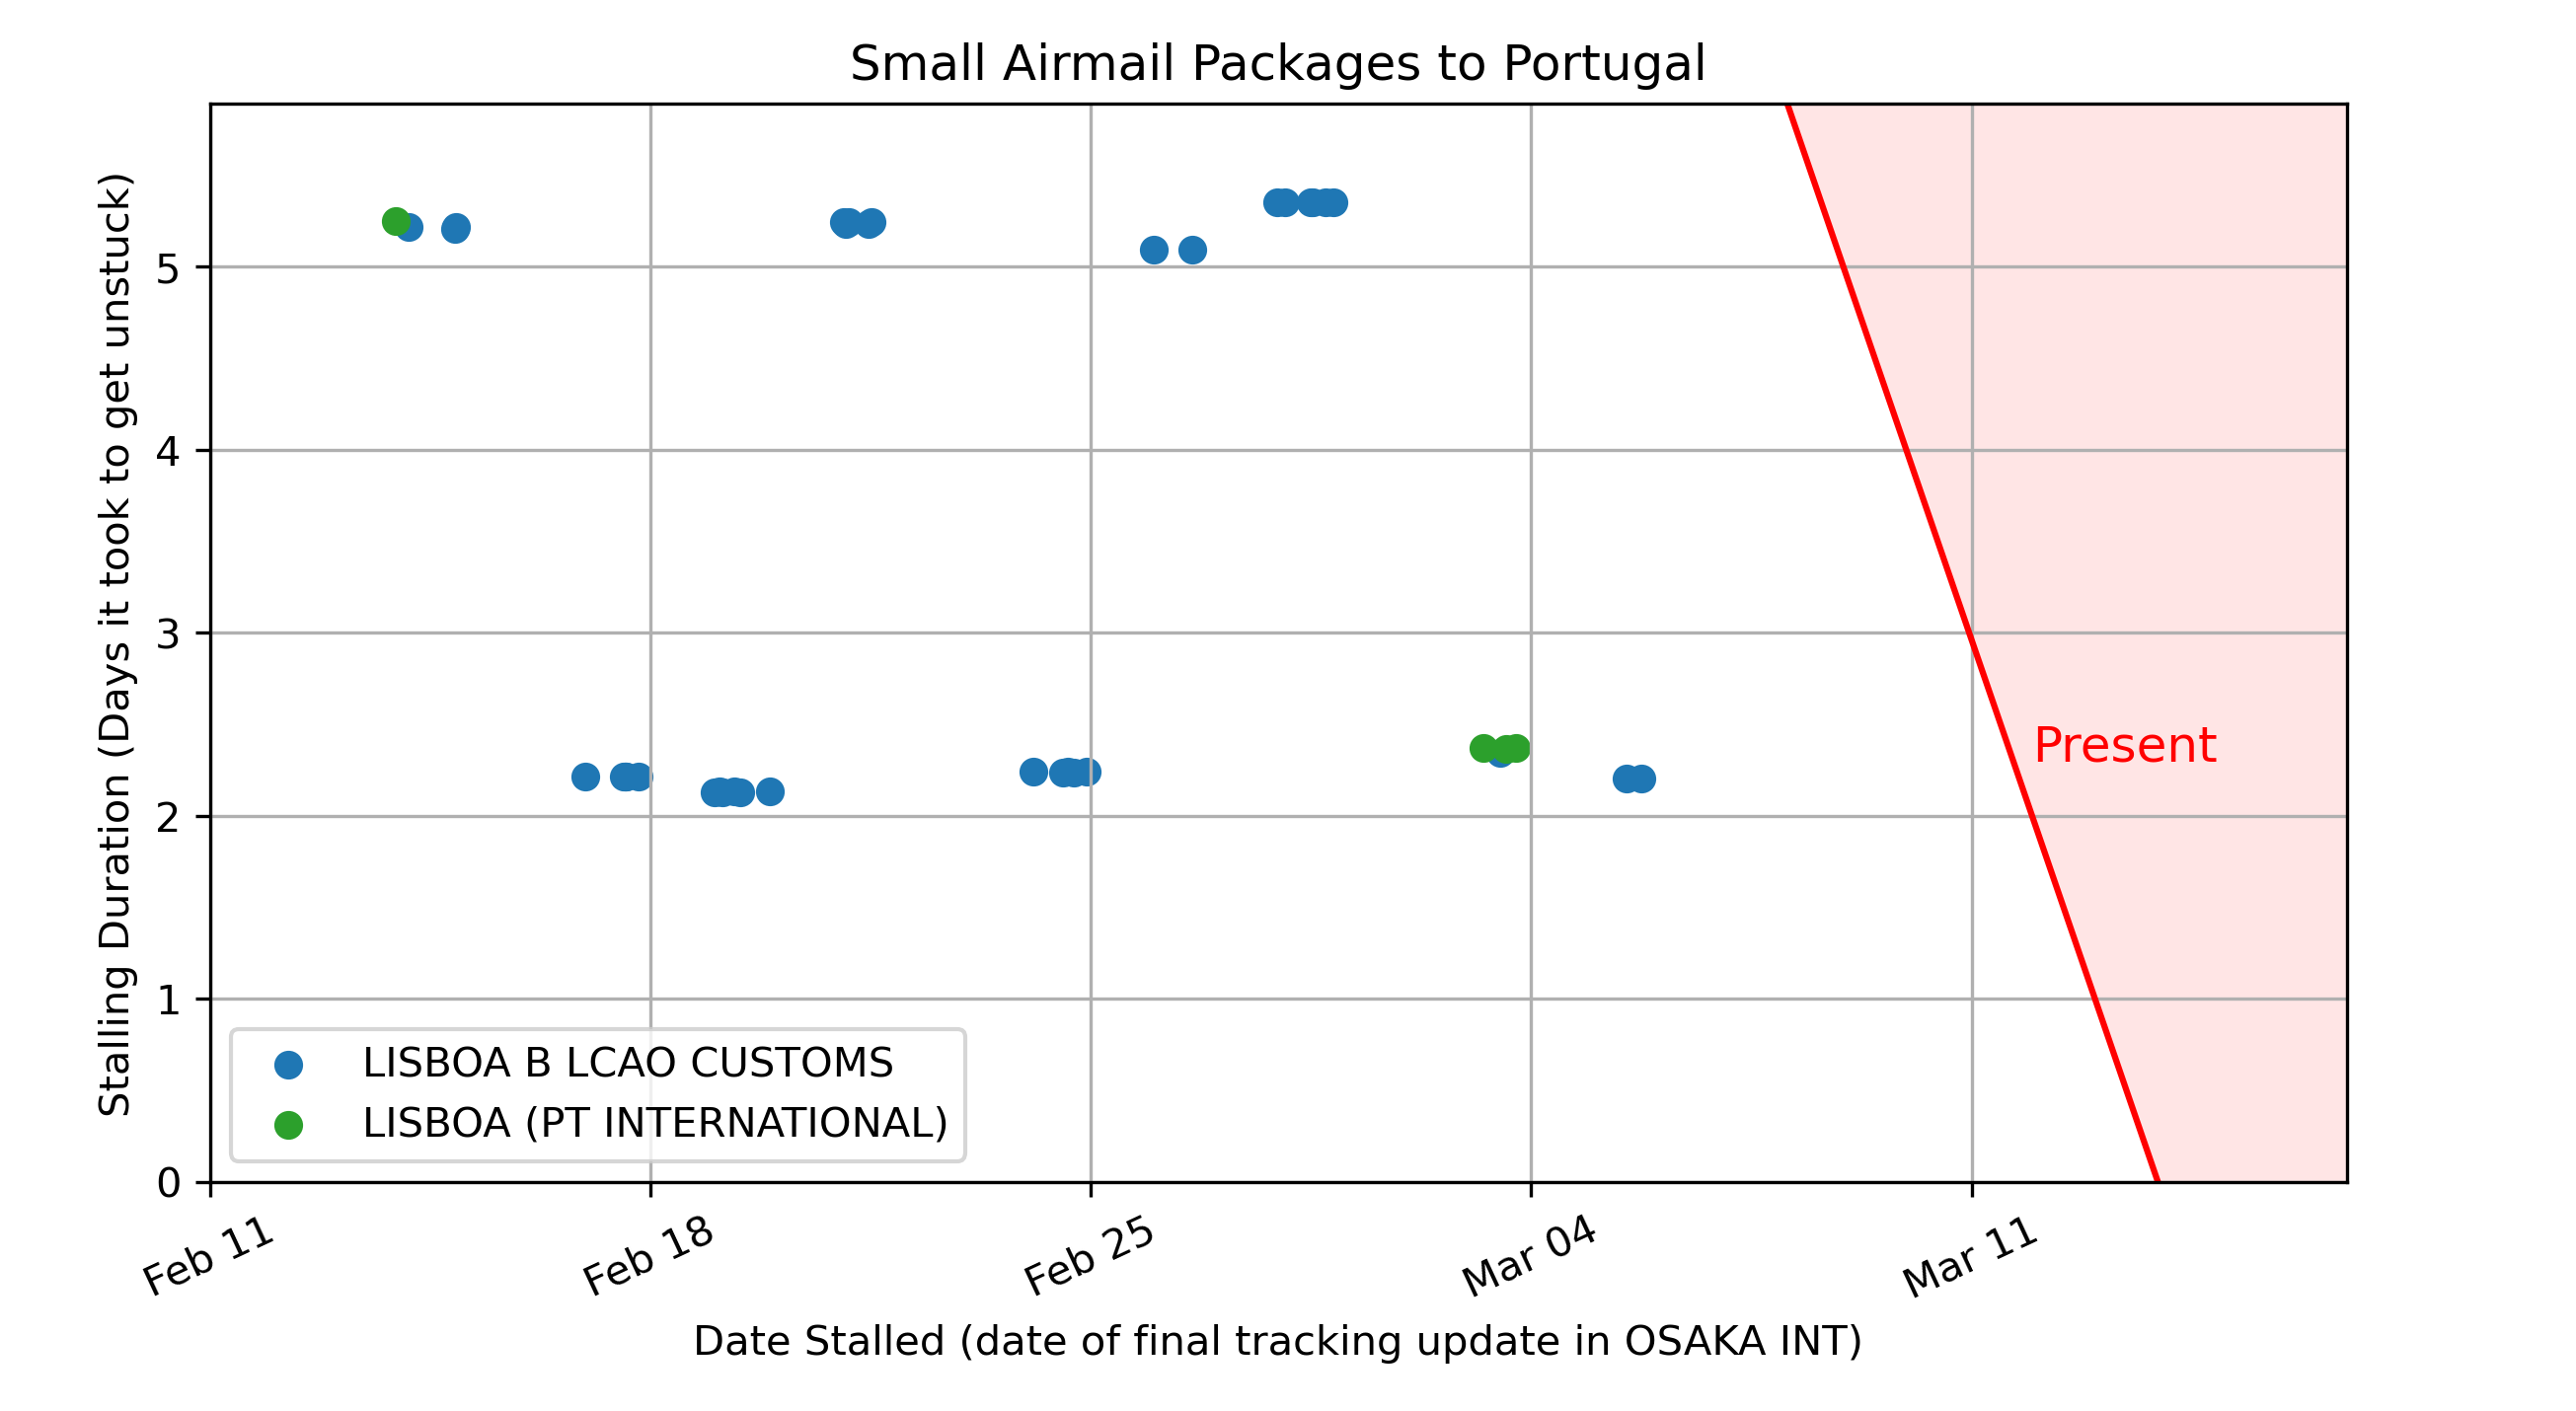 Small Airmail Packages to Portugal
Stalling Duration (Days it took to get unstuck)
5
4
3
2
1
0
Present
LISBOA B LCAO CUSTOMS
LISBOA (PT INTERNATIONAL)
Feb 11
Feb 18
Feb 25
Mar 04
Mar 11
Date Stalled (date of final tracking update in OSAKA INT)